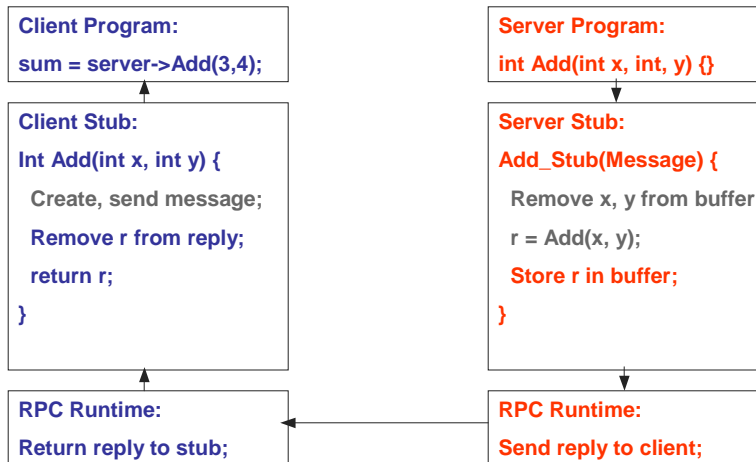 Client Program:
sum = server->Add(3,4);
Client Stub:
Int Add(int x, int y) {
Create, send message;
Remove r from reply;
return r;
}
RPC Runtime:
Return reply to stub;
Server Program:
int Add(int x, int, y) {}
Server Stub:
Add_Stub(Message) {
Remove x, y from buffer
r = Add(x, y);
Store r in buffer;
}
RPC Runtime:
Send reply to client;